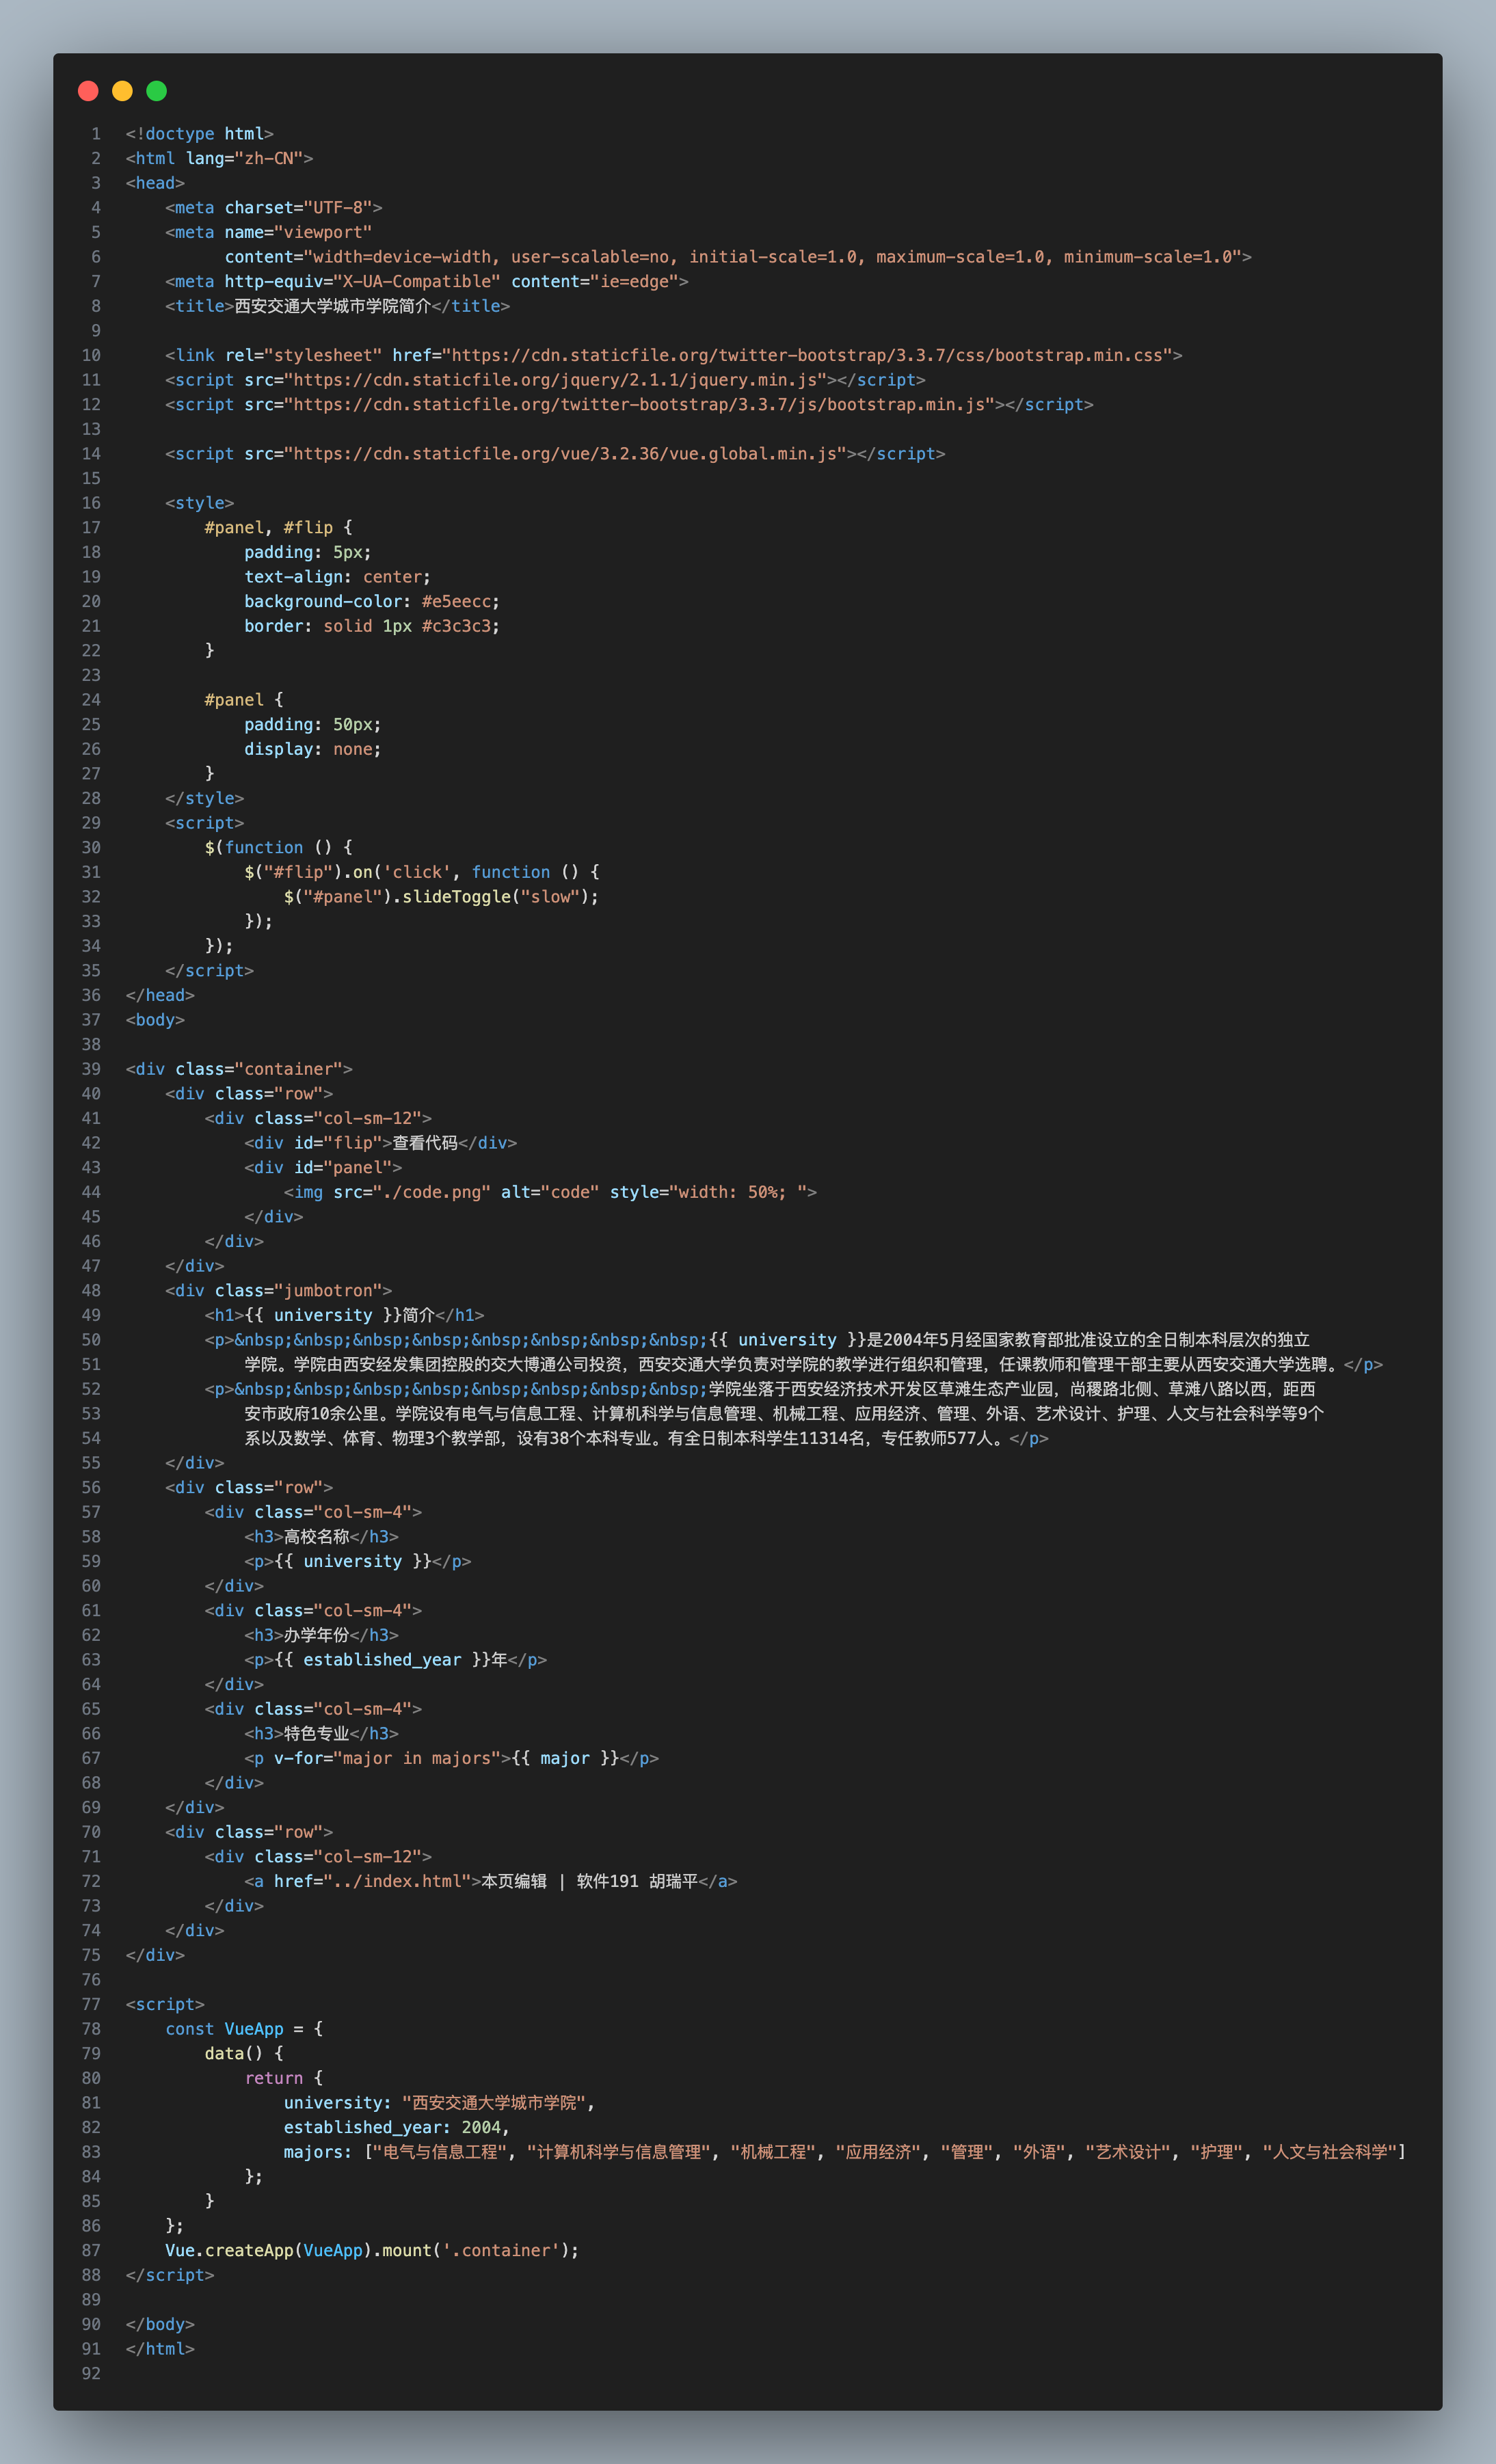 1 <!doctype html>
2 <html lang="zh-CN">
3 <head>
4     <meta charset="UTF-8">
5     <meta name="viewport"
6           content="width=device-width, user-scalable=no, initial-scale=1.0, maximum-scale=1.0, minimum-scale=1.0">
7     <meta http-equiv="X-UA-Compatible" content="ie=edge">
8     <title>西安交通大学城市学院简介</title>
9
10     <link rel="stylesheet" href="https://cdn.staticfile.org/twitter-bootstrap/3.3.7/css/bootstrap.min.css">
11     <script src="https://cdn.staticfile.org/jquery/2.1.1/jquery.min.js"></script>
12     <script src="https://cdn.staticfile.org/twitter-bootstrap/3.3.7/js/bootstrap.min.js"></script>
13
14     <script src="https://cdn.staticfile.org/vue/3.2.36/vue.global.min.js"></script>
15
16     <style>
17         #panel, #flip {
18             padding: 5px;
19             text-align: center;
20             background-color: #e5eecc;
21             border: solid 1px #c3c3c3;
22         }
23
24         #panel {
25             padding: 50px;
26             display: none;
27         }
28     </style>
29     <script>
30         $(function () {
31             $("#flip").on('click', function () {
32                 $("#panel").slideToggle("slow");
33             });
34         });
35     </script>
36 </head>
37 <body>
38
39 <div class="container">
40     <div class="row">
41         <div class="col-sm-12">
42             <div id="flip">查看代码</div>
43             <div id="panel">
44                 <img src="./code.png" alt="code" style="width: 50%; ">
45             </div>
46         </div>
47     </div>
48     <div class="jumbotron">
49         <h1>{{ university }}简介</h1>
50         <p>&nbsp;&nbsp;&nbsp;&nbsp;&nbsp;&nbsp;&nbsp;&nbsp;{{ university }}是2004年5月经国家教育部批准设立的全日制本科层次的独立
51             学院。学院由西安经发集团控股的交大博通公司投资，西安交通大学负责对学院的教学进行组织和管理，任课教师和管理干部主要从西安交通大学选聘。</p>
52         <p>&nbsp;&nbsp;&nbsp;&nbsp;&nbsp;&nbsp;&nbsp;&nbsp;学院坐落于西安经济技术开发区草滩生态产业园，尚稷路北侧、草滩八路以西，距西
53             安市政府10余公里。学院设有电气与信息工程、计算机科学与信息管理、机械工程、应用经济、管理、外语、艺术设计、护理、人文与社会科学等9个
54             系以及数学、体育、物理3个教学部，设有38个本科专业。有全日制本科学生11314名，专任教师577人。</p>
55     </div>
56     <div class="row">
57         <div class="col-sm-4">
58             <h3>高校名称</h3>
59             <p>{{ university }}</p>
60         </div>
61         <div class="col-sm-4">
62             <h3>办学年份</h3>
63             <p>{{ established_year }}年</p>
64         </div>
65         <div class="col-sm-4">
66             <h3>特色专业</h3>
67             <p v-for="major in majors">{{ major }}</p>
68         </div>
69     </div>
70     <div class="row">
71         <div class="col-sm-12">
72             <a href="../index.html">本页编辑 | 软件191 胡瑞平</a>
73         </div>
74     </div>
75 </div>
76
77 <script>
78     const VueApp = {
79         data() {
80             return {
81                 university: "西安交通大学城市学院",
82                 established_year: 2004,
83                 majors: ["电气与信息工程", "计算机科学与信息管理", "机械工程", "应用经济", "管理", "外语", "艺术设计", "护理", "人文与社会科学"]
84             };
85         }
86     };
87     Vue.createApp(VueApp).mount('.container');
88 </script>
89
90 </body>
91 </html>
92